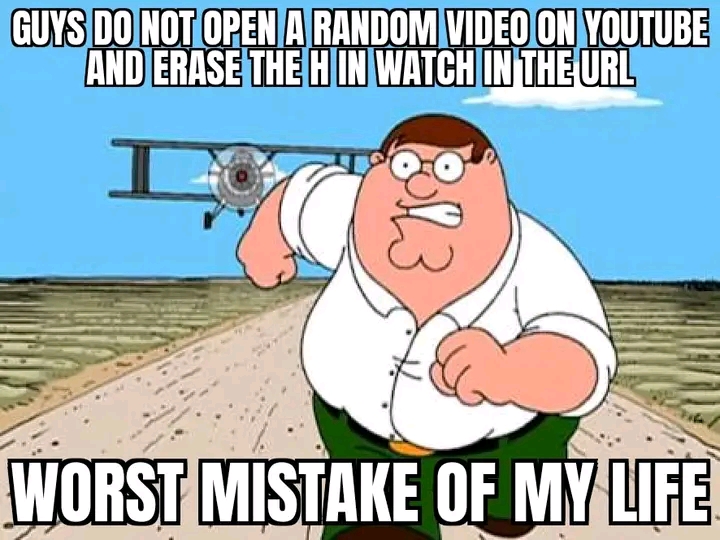 GUYS DO NOT OPEN A RANDOM VIDEO ON YOUTUBE
AND ERASE THE H IN WATCH IN THE URL
WORST MISTAKE OF MY LIFE